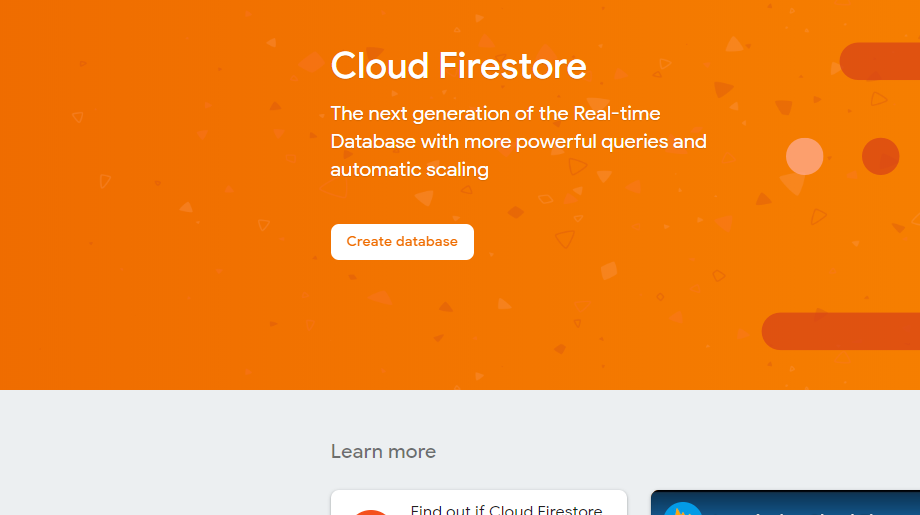 Cloud Firestore
The next generation of the Real-time
Database with more powerful queries and
automatic scaling
Create database
Learn more
Find out if Cloud Firestore